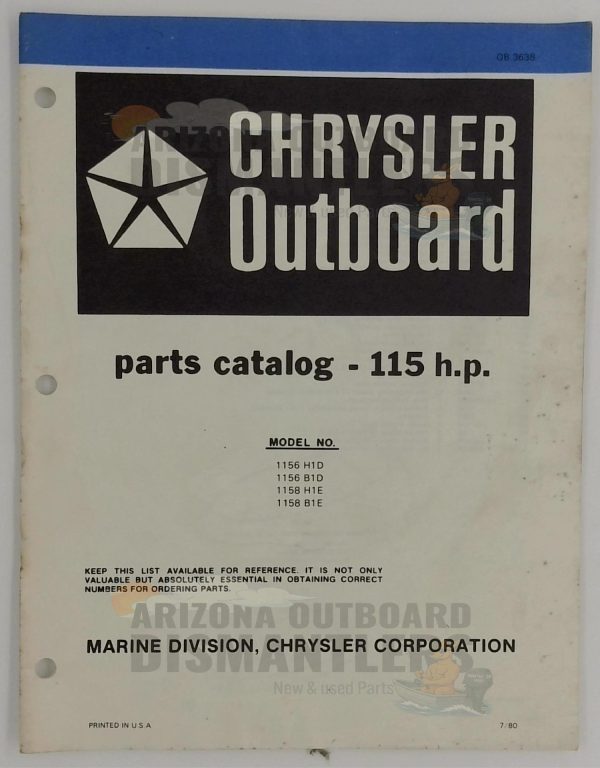 OB 3638
CHRYSLER
Outboard
parts catalog - 115 h.p.
MODEL NO.
1156 H1D
1156 B1D
1158 H1E
1158 B1E
KEEP THIS LIST AVAILABLE FOR REFERENCE. IT IS NOT ONLY
VALUABLE BUT ABSOLUTELY ESSENTIAL IN OBTAINING CORRECT
NUMBERS FOR ORDERING PARTS.
ARIZONA OUTBOARD
MARINE DIVISION, CHRYSLER CORPORATION
DISMANTLERS
New & used Parts
PRINTED IN U.S.A
7/80